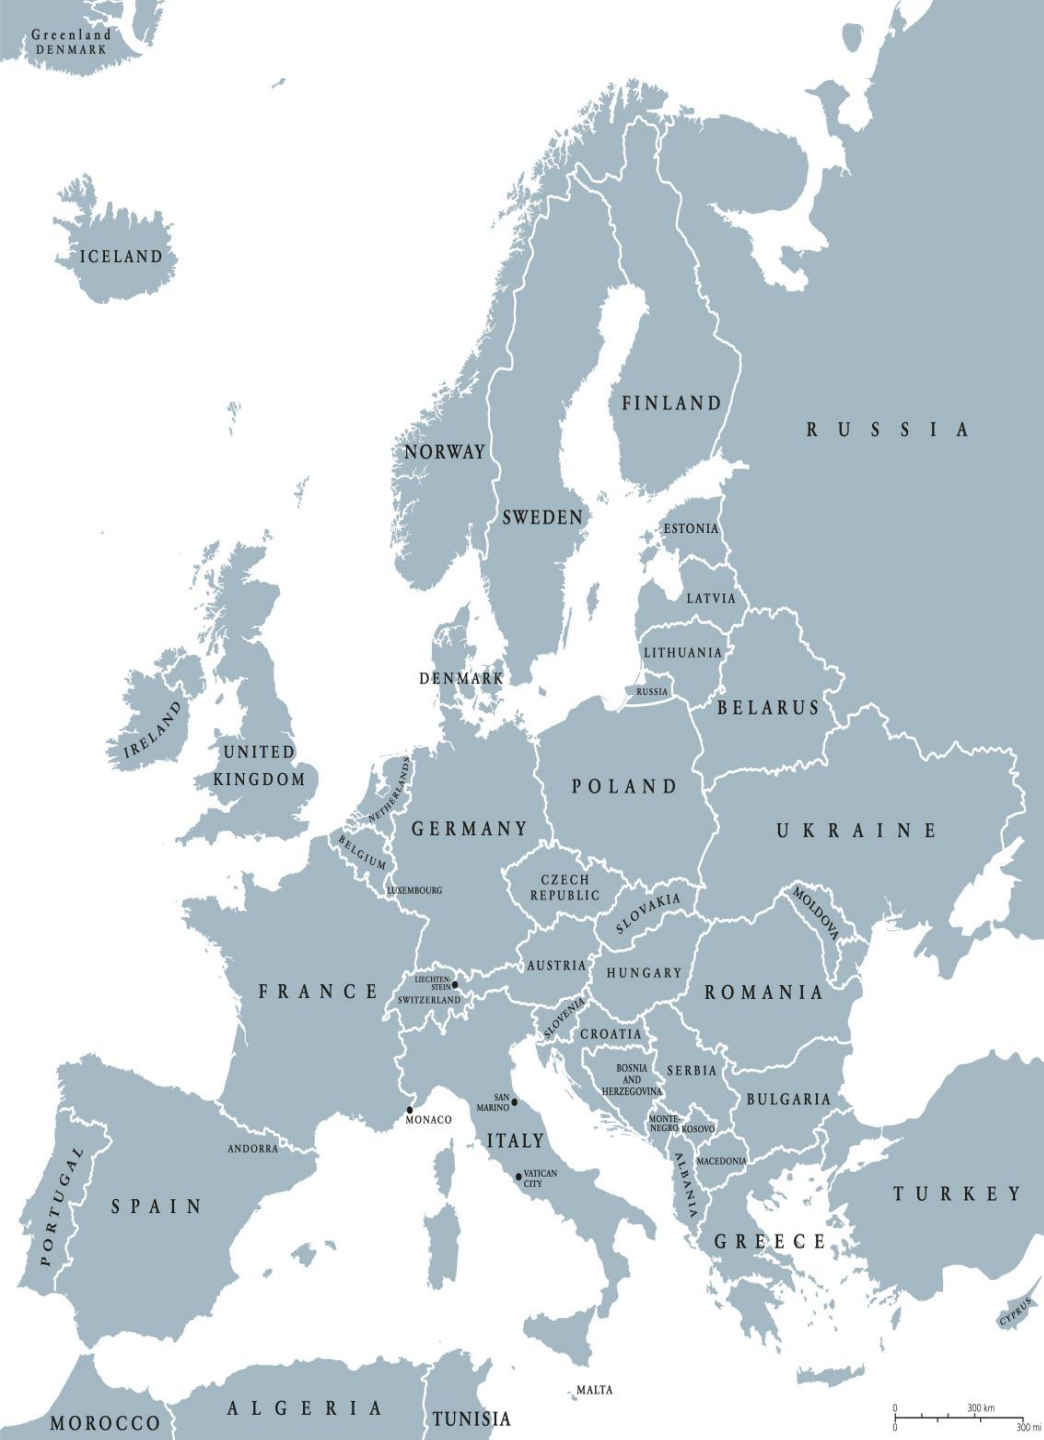 Greenland
DENMARK
ICELAND
FINLAND
RUSSIA
NORWAY
SWEDEN
ESTONIA
LATVIA
LITHUANIA
DENMARK
RUSSIA
BELARUS
IRELAND
UNITED
KINGDOM
NETHERLANDS
POLAND
GERMANY
UKRAINE
BELGIUM
LUXEMBOURG
CZECH
REPUBLIC
SLOVAKIA
MOLDOVA
AUSTRIA
HUNGARY
LIECHTEN-
STEIN
SWITZERLAND
FRANCE
ROMANIA
SLOVENIA
CROATIA
BOSNIA
AND
HERZEGOVINA
SERBIA
SAN
MARINO
BULGARIA
MONACO
MONTE-
NEGRO
KOSOVO
ITALY
ANDORRA
MACEDONIA
VATICAN
CITY
ALBANIA
PORTUGAL
SPAIN
TURKEY
GREECE
CYPRUS
MALTA
MOROCCO
ALGERIA
TUNISIA
0 300 km
0 300 mi